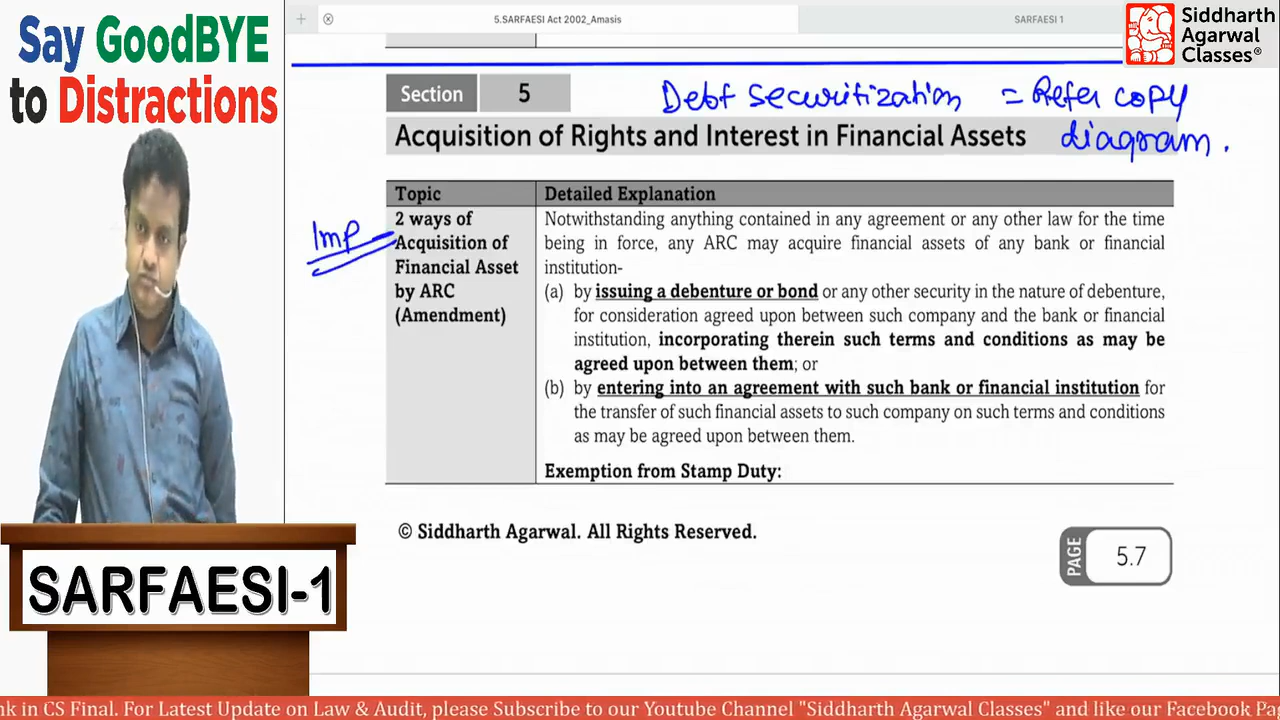 Say GoodBYE
to Distractions
5.SARFAESI Act 2002_Amasis
SARFAESI 1
Siddharth
Agarwal
Classes®
Section 5
Debt securitization = Refer copy
diagram.
Acquisition of Rights and Interest in Financial Assets
Topic
Detailed Explanation
Imp
2 ways of
Acquisition of
Financial Asset
by ARC
(Amendment)
Notwithstanding anything contained in any agreement or any other law for the time
being in force, any ARC may acquire financial assets of any bank or financial
institution-
(a) by issuing a debenture or bond or any other security in the nature of debenture,
for consideration agreed upon between such company and the bank or financial
institution, incorporating therein such terms and conditions as may be
agreed upon between them; or
(b) by entering into an agreement with such bank or financial institution for
the transfer of such financial assets to such company on such terms and conditions
as may be agreed upon between them.
Exemption from Stamp Duty:
© Siddharth Agarwal. All Rights Reserved.
PAGE 5.7
SARFAESI-1
nk in CS Final. For Latest Update on Law & Audit, please Subscribe to our Youtube Channel "Siddharth Agarwal Classes" and like our Facebook Pa